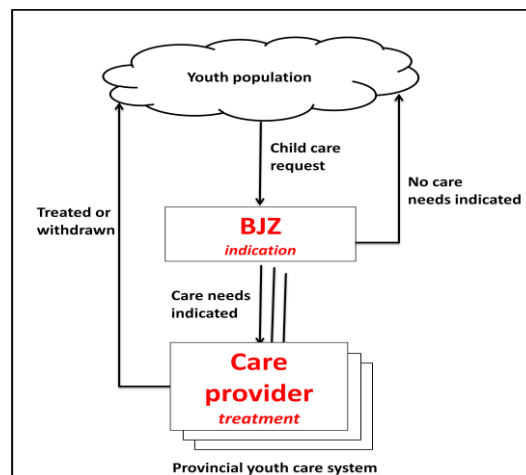 Youth population
Child care
request
No care
needs indicated
Treated or
withdrawn
BJZ
indication
Care needs
indicated
Care
provider
treatment
Provincial youth care system